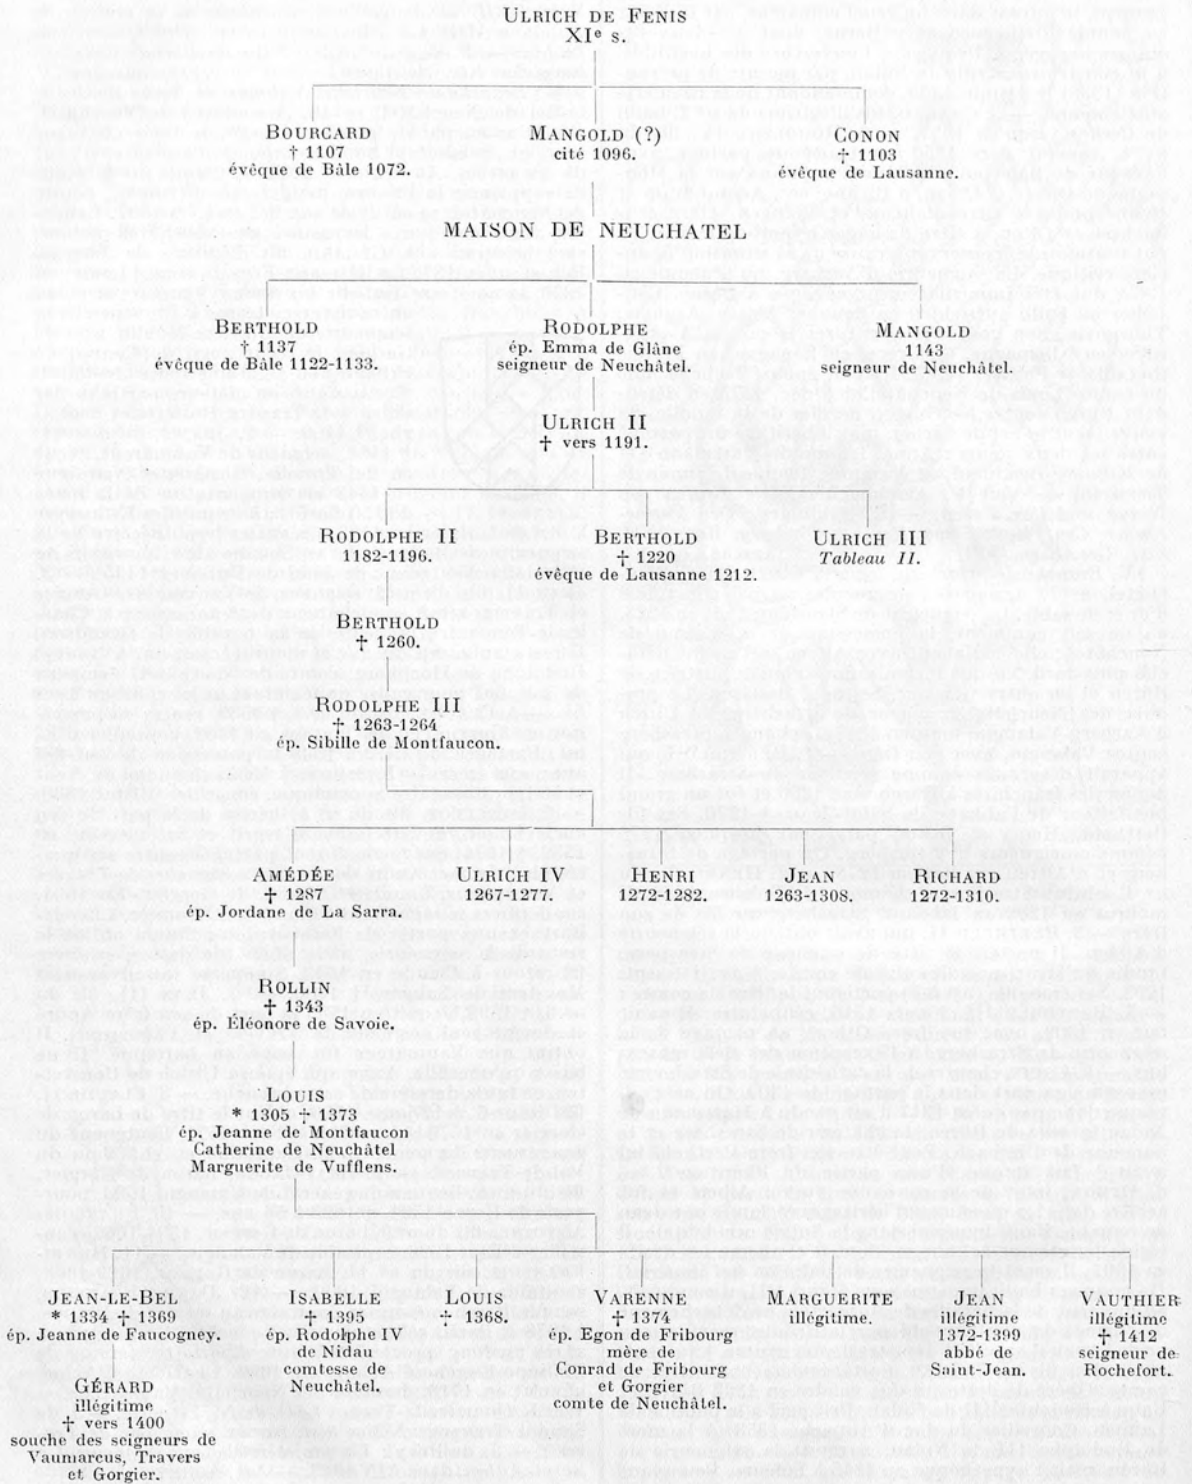 ULRICH DE FENIS
XIe s.
BOURCARD
† 1107
évêque de Bâle 1072.
MANGOLD (?)
cité 1096.
CONON
† 1103
évêque de Lausanne.
MAISON DE NEUCHATEL
BERTHOLD
† 1137
évêque de Bâle 1122-1133.
RODOLPHE
ép. Emma de Glâne
seigneur de Neuchâtel.
MANGOLD
1143
seigneur de Neuchâtel.
ULRICH II
† vers 1191.
RODOLPHE II
1182-1196.
BERTHOLD
† 1220
évêque de Lausanne 1212.
ULRICH III
Tableau II.
BERTHOLD
† 1260.
RODOLPHE III
† 1263-1264
ép. Sibille de Montfaucon.
AMÉDÉE
† 1287
ép. Jordane de La Sarra.
ULRICH IV
1267-1277.
HENRI
1272-1282.
JEAN
1263-1308.
RICHARD
1272-1310.
ROLLIN
† 1343
ép. Éléonore de Savoie.
LOUIS
* 1305 † 1373
ép. Jeanne de Montfaucon
Catherine de Neuchâtel
Marguerite de Vufflens.
JEAN-LE-BEL
* 1334 † 1369
ép. Jeanne de Faucogney.
ISABELLE
† 1395
ép. Rodolphe IV
de Nidau
comtesse de
Neuchâtel.
LOUIS
† 1368.
VARENNE
† 1374
ép. Egon de Fribourg
mère de
Conrad de Fribourg
et Gorgier
comte de Neuchâtel.
MARGUERITE
illégitime.
JEAN
illégitime
1372-1399
abbé de
Saint-Jean.
VAUTHIER
illégitime
† 1412
seigneur de
Rochefort.
GÉRARD
illégitime
† vers 1400
souche des seigneurs de
Vaumarcus, Travers
et Gorgier.